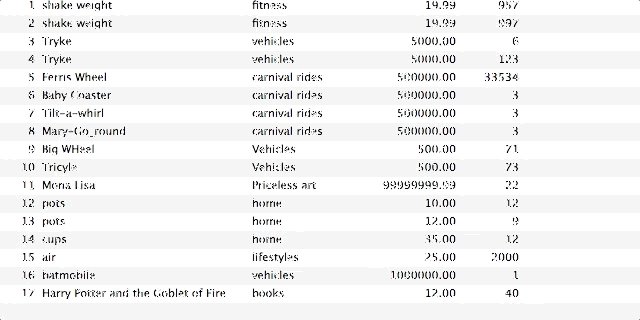 1 shake weight fitness 19.99 957
2 shake weight fitness 19.99 997
3 Tryke vehicles 5000.00 6
4 Tryke vehicles 5000.00 123
5 Ferris Wheel carnival rides 500000.00 33534
6 Baby Coaster carnival rides 500000.00 3
7 Tilt-a-whirl carnival rides 500000.00 3
8 Mary-Go_round carnival rides 500000.00 3
9 Big WHeel Vehicles 500.00 71
10 Tricyle Vehicles 500.00 73
11 Mona Lisa Priceless art 99999999.99 22
12 pots home 10.00 12
13 pots home 12.00 9
14 cups home 35.00 12
15 air lifestyles 25.00 2000
16 batmobile vehicles 1000000.00 1
17 Harry Potter and the Goblet of Fire books 12.00 40